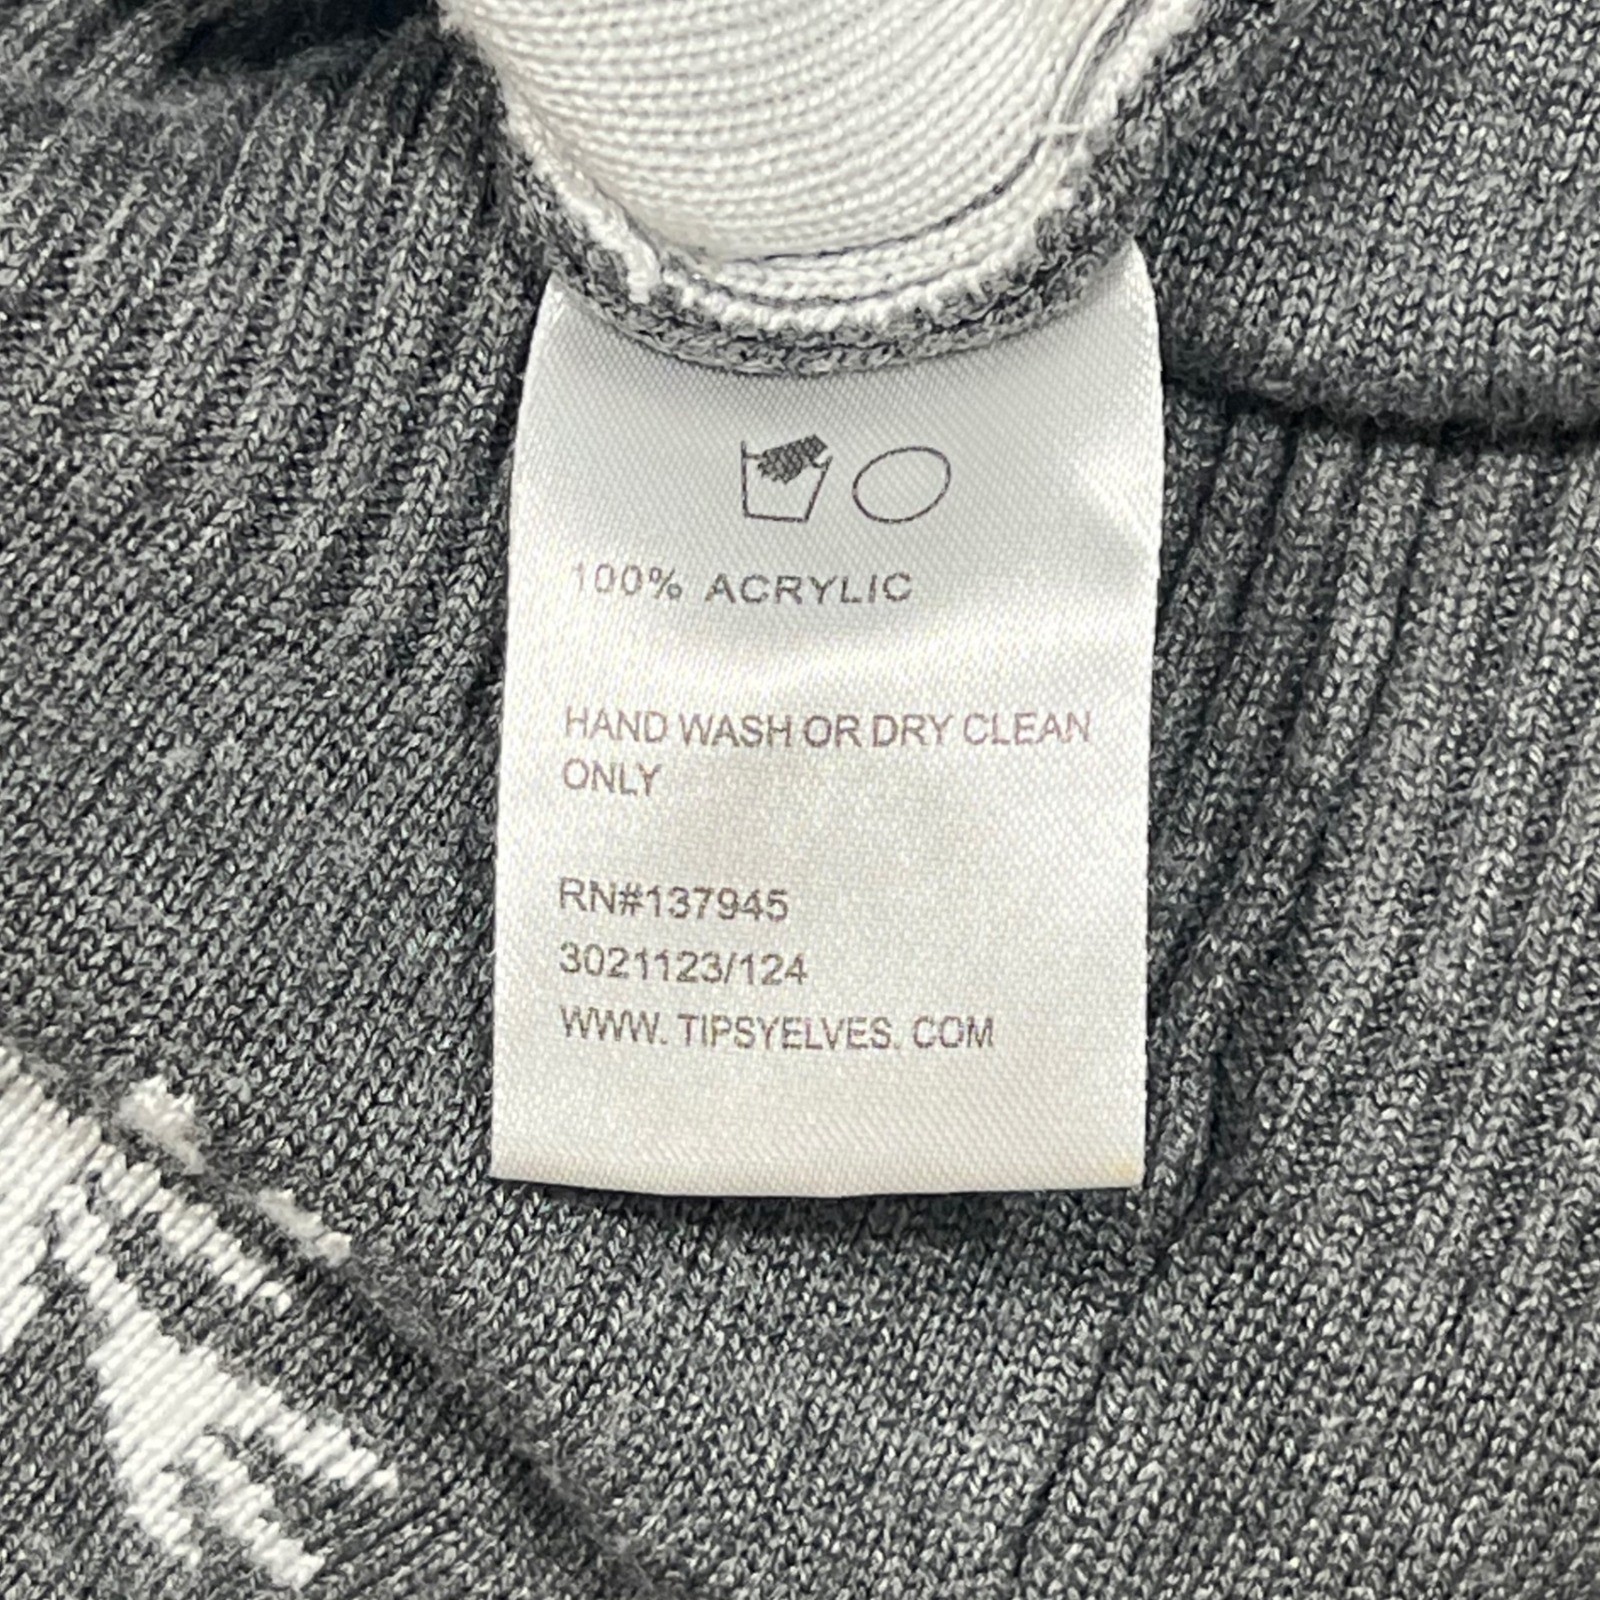 100% ACRYLIC
HAND WASH OR DRY CLEAN
ONLY
RN#137945
3021123/124
WWW. TIPSYELVES. COM